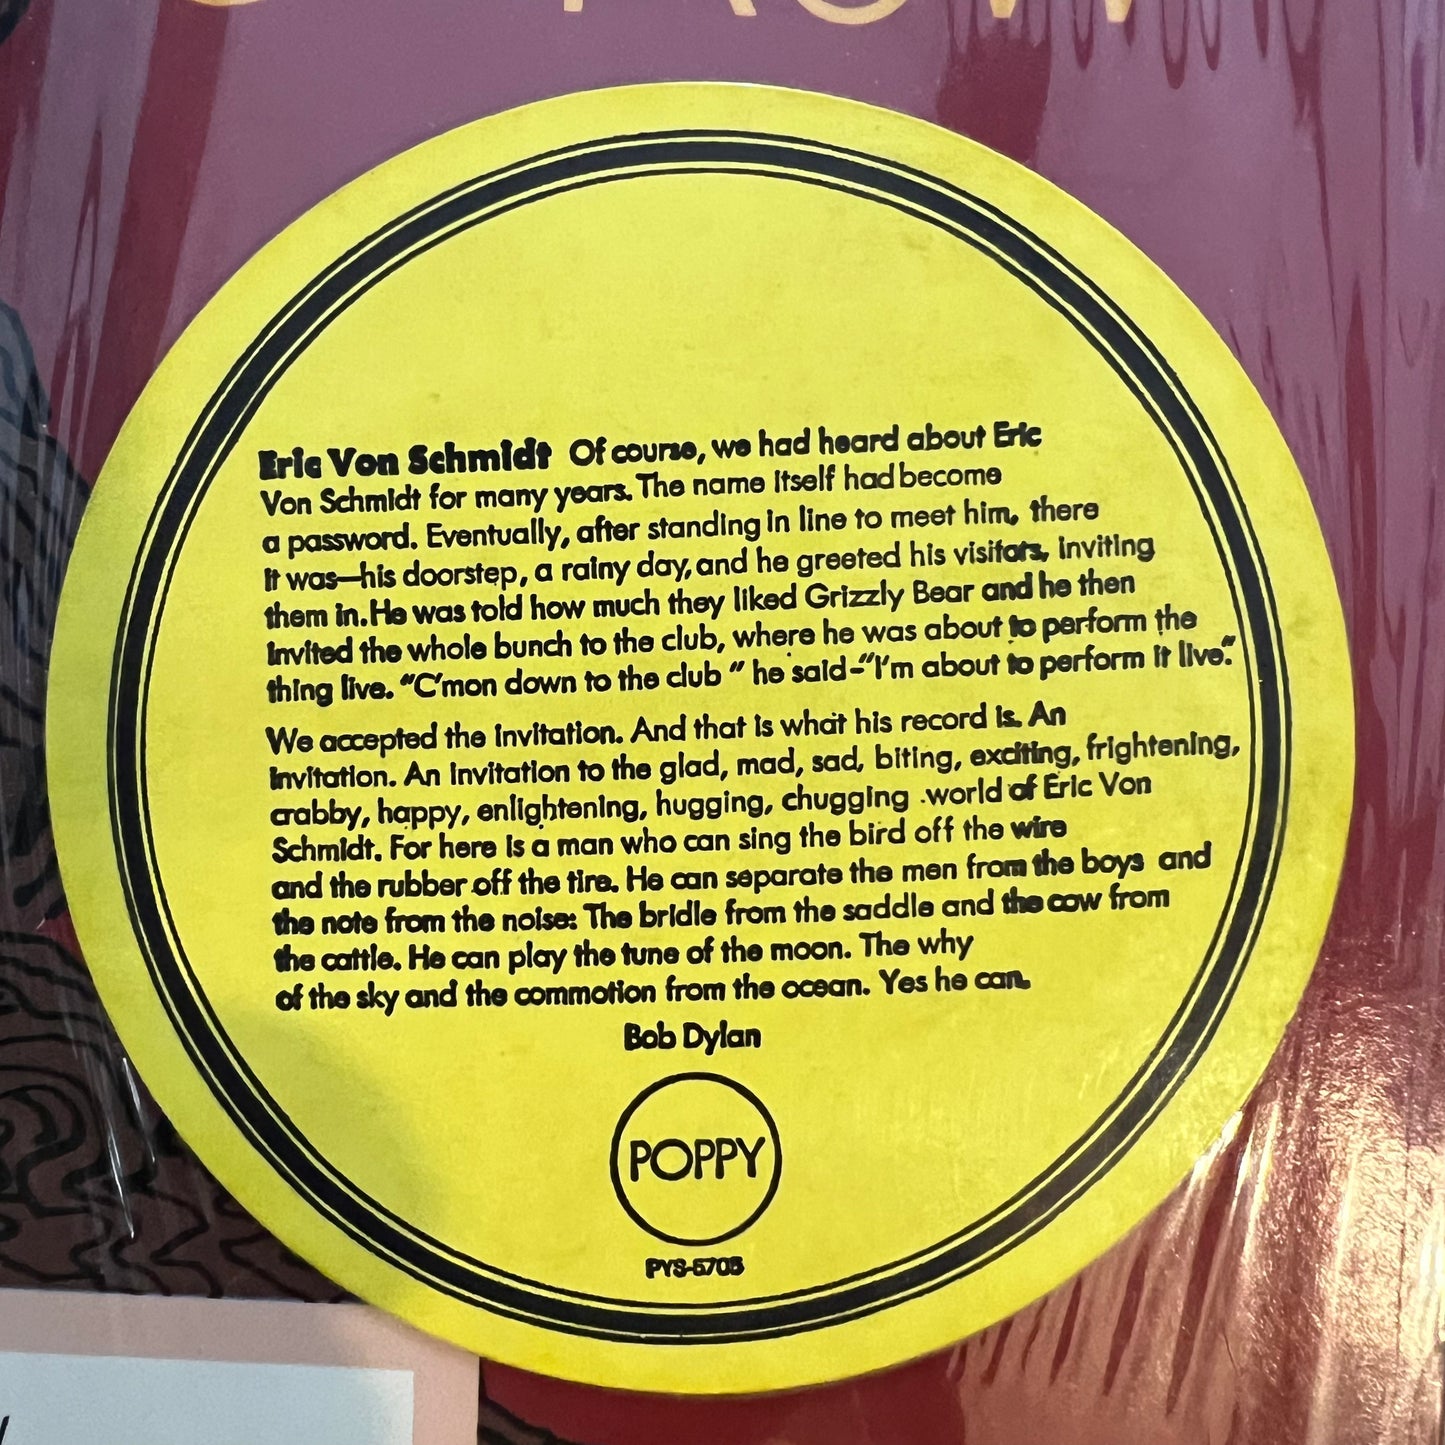 Eric Von Schmidt Of course, we had heard about Eric
Von Schmidt for many years. The name itself had become
a password. Eventually, after standing in line to meet him, there
it was—his doorstep, a rainy day, and he greeted his visitors, inviting
them in. He was told how much they liked Grizzly Bear and he then
invited the whole bunch to the club, where he was about to perform the
thing live. "C'mon down to the club " he said-"I'm about to perform it live."
We accepted the invitation. And that is what his record is. An
invitation. An invitation to the glad, mad, sad, biting, exciting, frightening,
crabby, happy, enlightening, hugging, chugging world of Eric Von
Schmidt. For here is a man who can sing the bird off the wire
and the rubber off the tire. He can separate the men from the boys and
the note from the noise: The bridle from the saddle and the cow from
the cattle. He can play the tune of the moon. The why
of the sky and the commotion from the ocean. Yes he can.
Bob Dylan
POPPY
PYS-5705